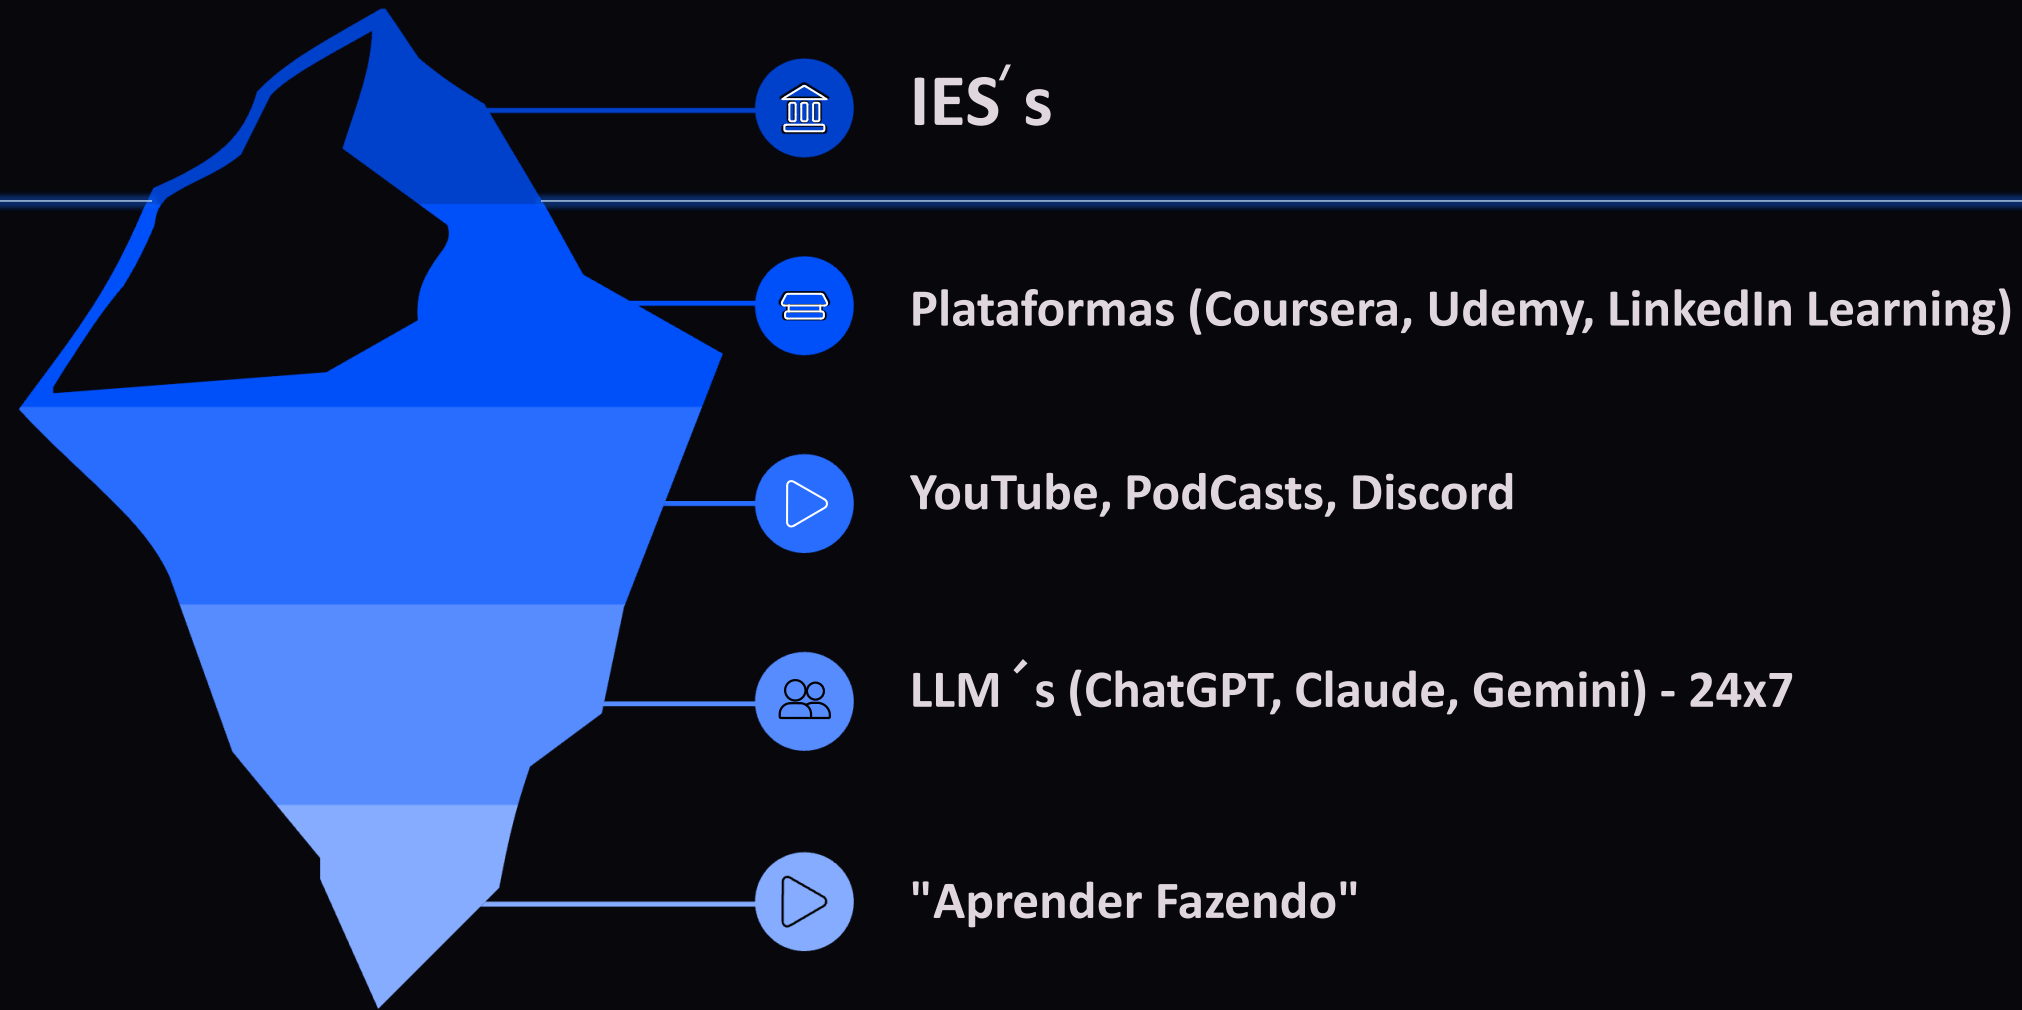 IES´s
Plataformas (Coursera, Udemy, LinkedIn Learning)
YouTube, PodCasts, Discord
LLM´s (ChatGPT, Claude, Gemini) - 24x7
"Aprender Fazendo"